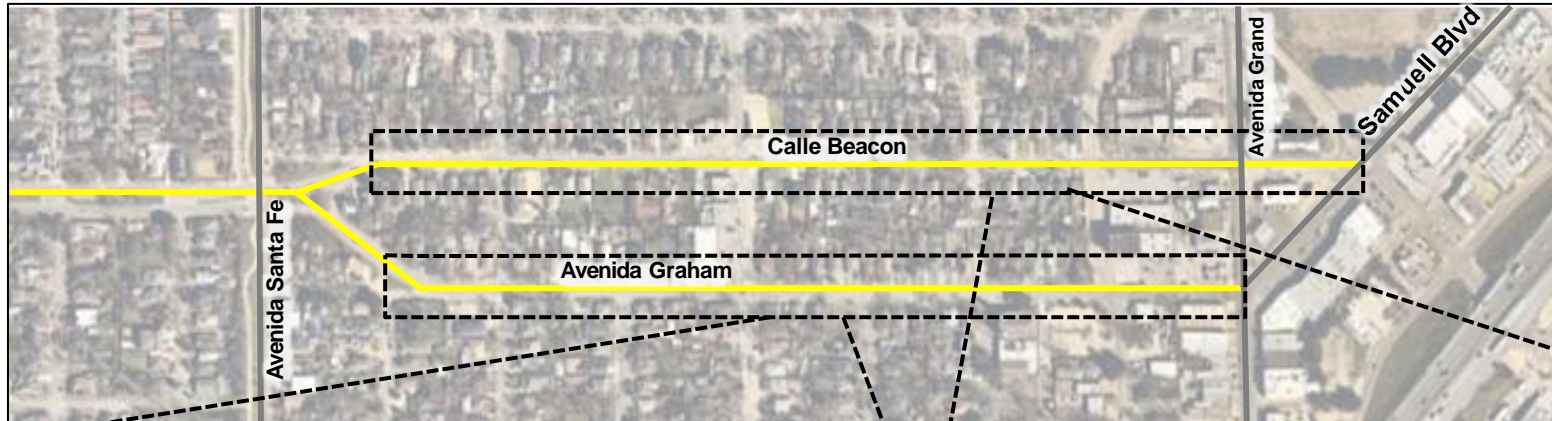 Samuell Blvd
Avenida Grand
Calle Beacon
Avenida Santa Fe
Avenida Graham